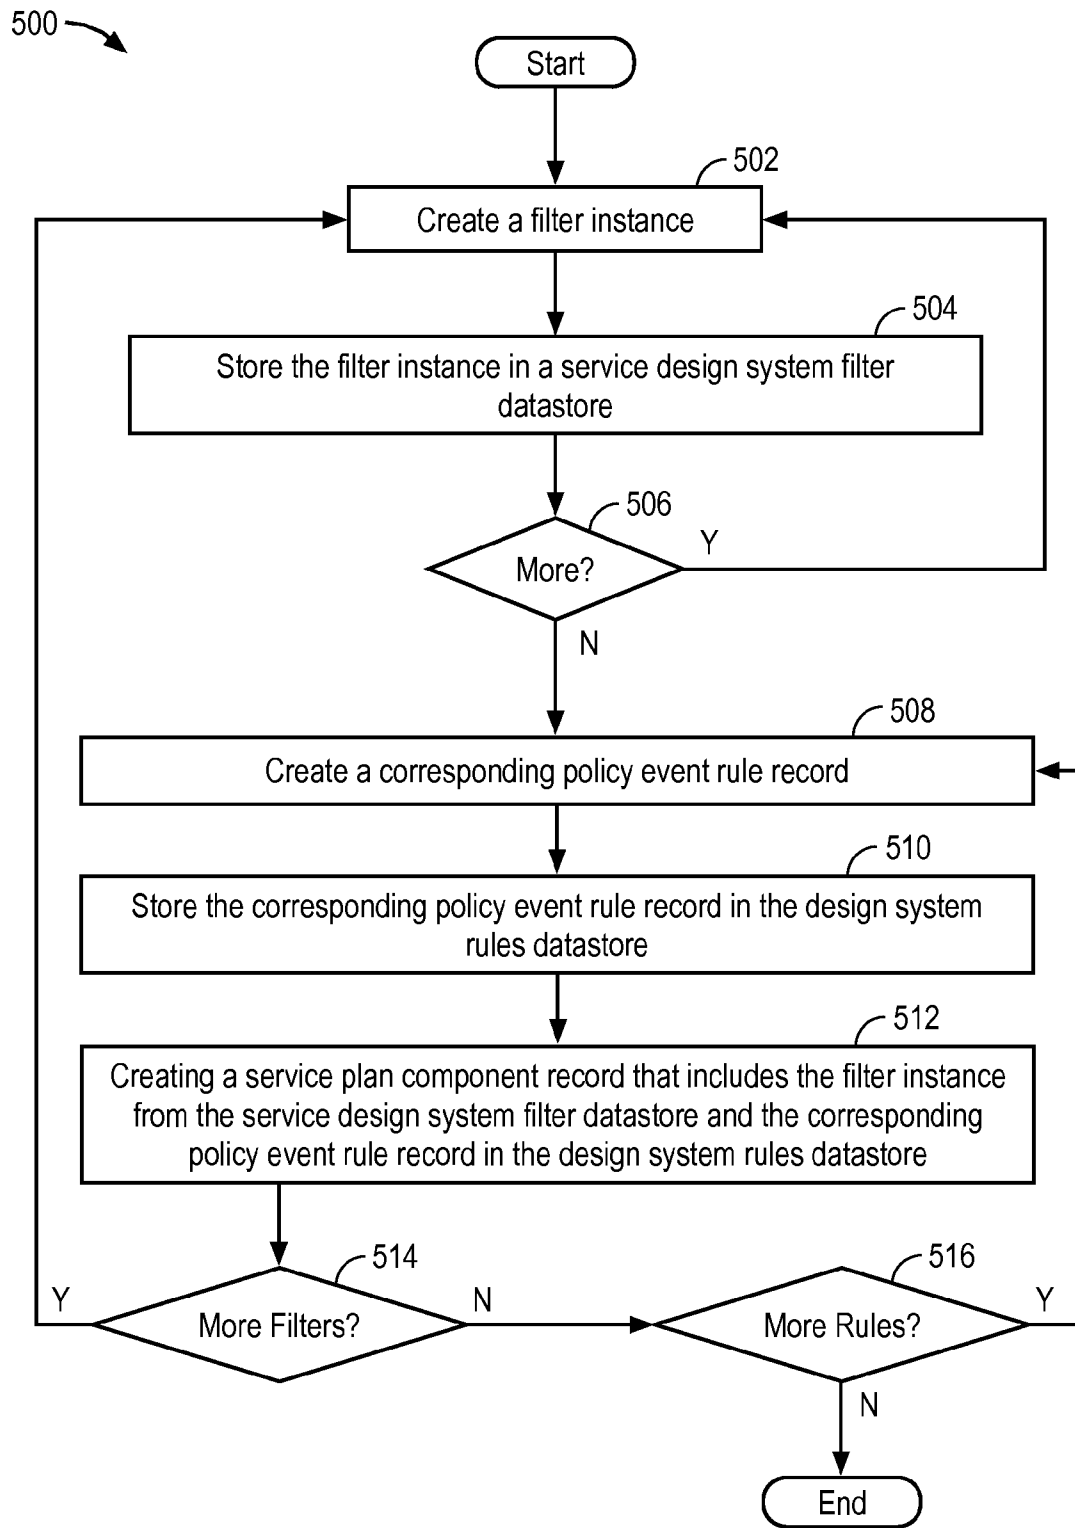 500
Start
502
Create a filter instance
504
Store the filter instance in a service design system filter
datastore
506
More?
Y
N
508
Create a corresponding policy event rule record
510
Store the corresponding policy event rule record in the design system
rules datastore
512
Creating a service plan component record that includes the filter instance
from the service design system filter datastore and the corresponding
policy event rule record in the design system rules datastore
514
Y
More Filters?
N
516
More Rules?
Y
N
End